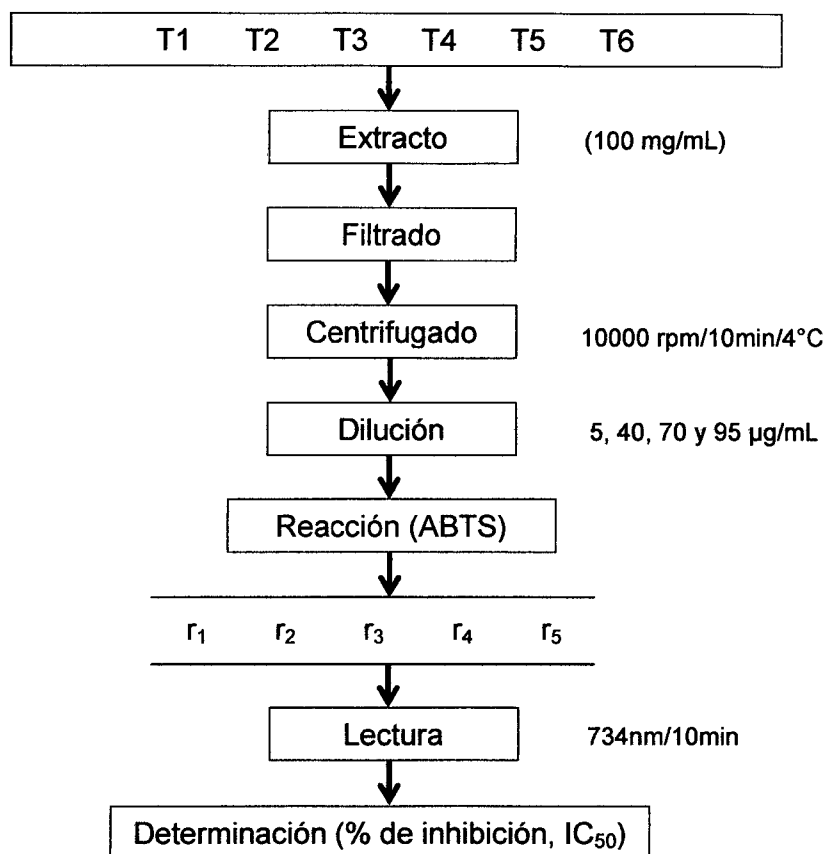 T1 T2 T3 T4 T5 T6
Extracto (100 mg/mL)
Filtrado
Centrifugado 10000 rpm/10min/4°C
Dilución 5, 40, 70 y 95 µg/mL
Reacción (ABTS)
r₁ r₂ r₃ r₄ r₅
Lectura 734nm/10min
Determinación (% de inhibición, IC₅₀)